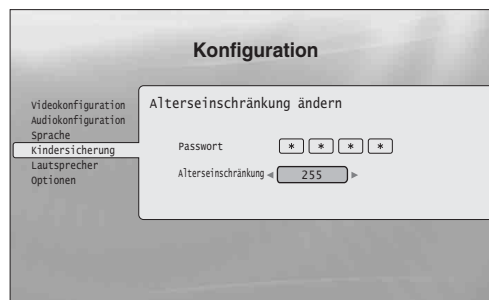 Konfiguration
Videokonfiguration
Audiokonfiguration
Sprache
Kindersicherung
Lautsprecher
Optionen
Alterseinschränkung ändern
Passwort * * * *
Alterseinschränkung ◀ 255 ▶